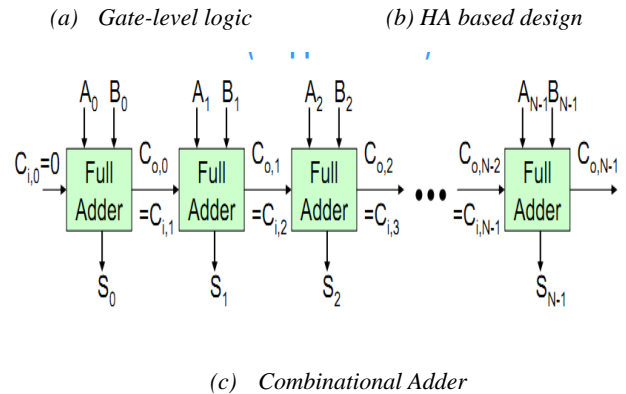 (a) Gate-level logic (b) HA based design
A0 B0 A1 B1 A2 B2 AN-1 BN-1
Ci,0=0 Full Adder Co,0 =Ci,1 Full Adder Co,1 =Ci,2 Full Adder Co,2 =Ci,3 ••• Co,N-2 =Ci,N-1 Full Adder Co,N-1
S0 S1 S2 SN-1
(c) Combinational Adder